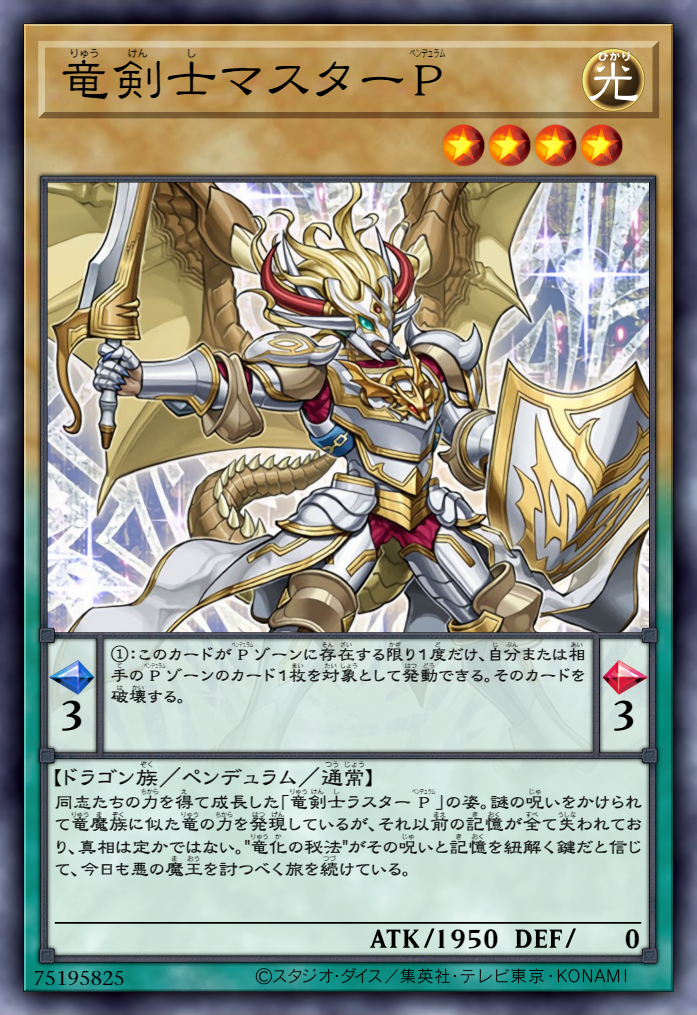 竜剣士マスターP
光
①:このカードがPゾーンに存在する限り1度だけ、自分または相
手のPゾーンのカード1枚を対象として発動できる。そのカードを
破壊する。
3
3
【ドラゴン族/ペンデュラム/通常】
同志たちの力を得て成長した「竜剣士ラスターP」の姿。謎の呪いをかけられ
て竜魔族に似た竜の力を発現しているが、それ以前の記憶が全て失われてお
り、真相は定かではない。"竜化の秘法"がその呪いと記憶を紐解く鍵だと信じ
て、今日も悪の魔王を討つべく旅を続けている。
ATK/1950 DEF/ 0
75195825
©スタジオ・ダイス/集英社・テレビ東京・KONAMI